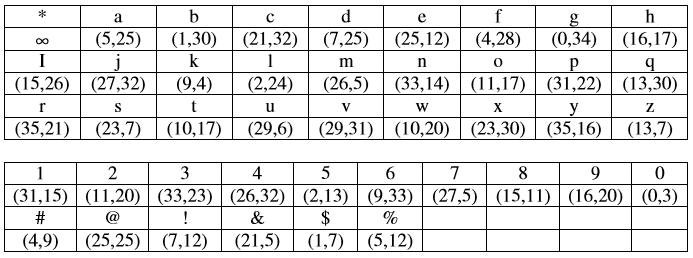 * a b c d e f g h
∞ (5,25) (1,30) (21,32) (7,25) (25,12) (4,28) (0,34) (16,17)
I j k l m n o p q
(15,26) (27,32) (9,4) (2,24) (26,5) (33,14) (11,17) (31,22) (13,30)
r s t u v w x y z
(35,21) (23,7) (10,17) (29,6) (29,31) (10,20) (23,30) (35,16) (13,7)
1 2 3 4 5 6 7 8 9 0
(31,15) (11,20) (33,23) (26,32) (2,13) (9,33) (27,5) (15,11) (16,20) (0,3)
# @ ! & $ %
(4,9) (25,25) (7,12) (21,5) (1,7) (5,12)